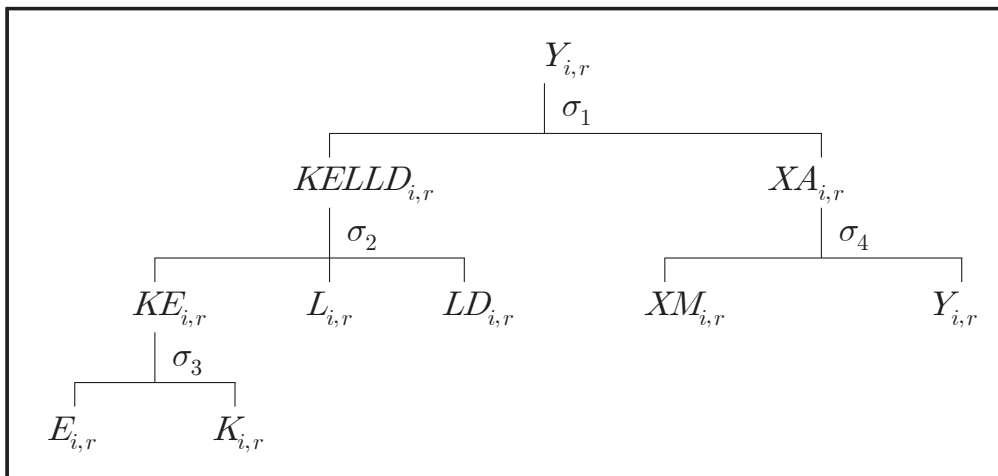 Y_{i,r}
σ_1
KELLD_{i,r} XA_{i,r}
σ_2 σ_4
KE_{i,r} L_{i,r} LD_{i,r} XM_{i,r} Y_{i,r}
σ_3
E_{i,r} K_{i,r}